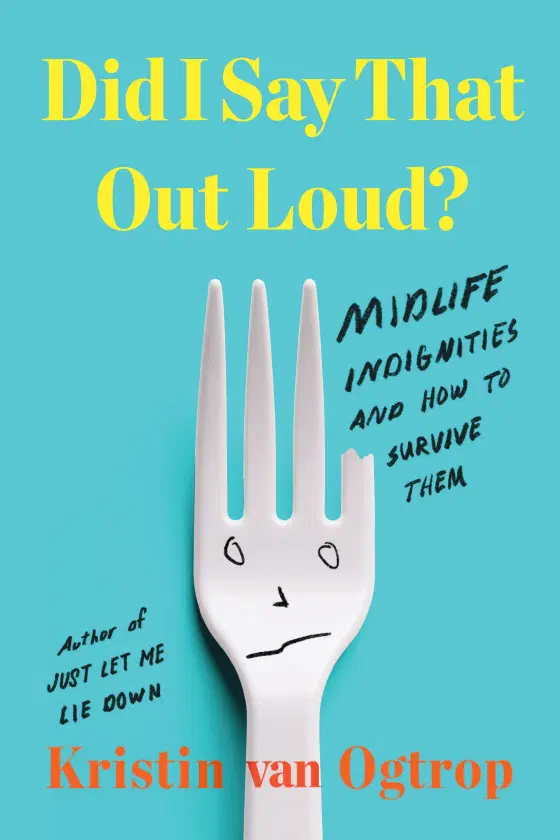 Did I Say That
Out Loud?
MIDLIFE
INDIGNITIES
AND HOW TO
SURVIVE
THEM
Author of
JUST LET ME
LIE DOWN
Kristin van Ogtrop